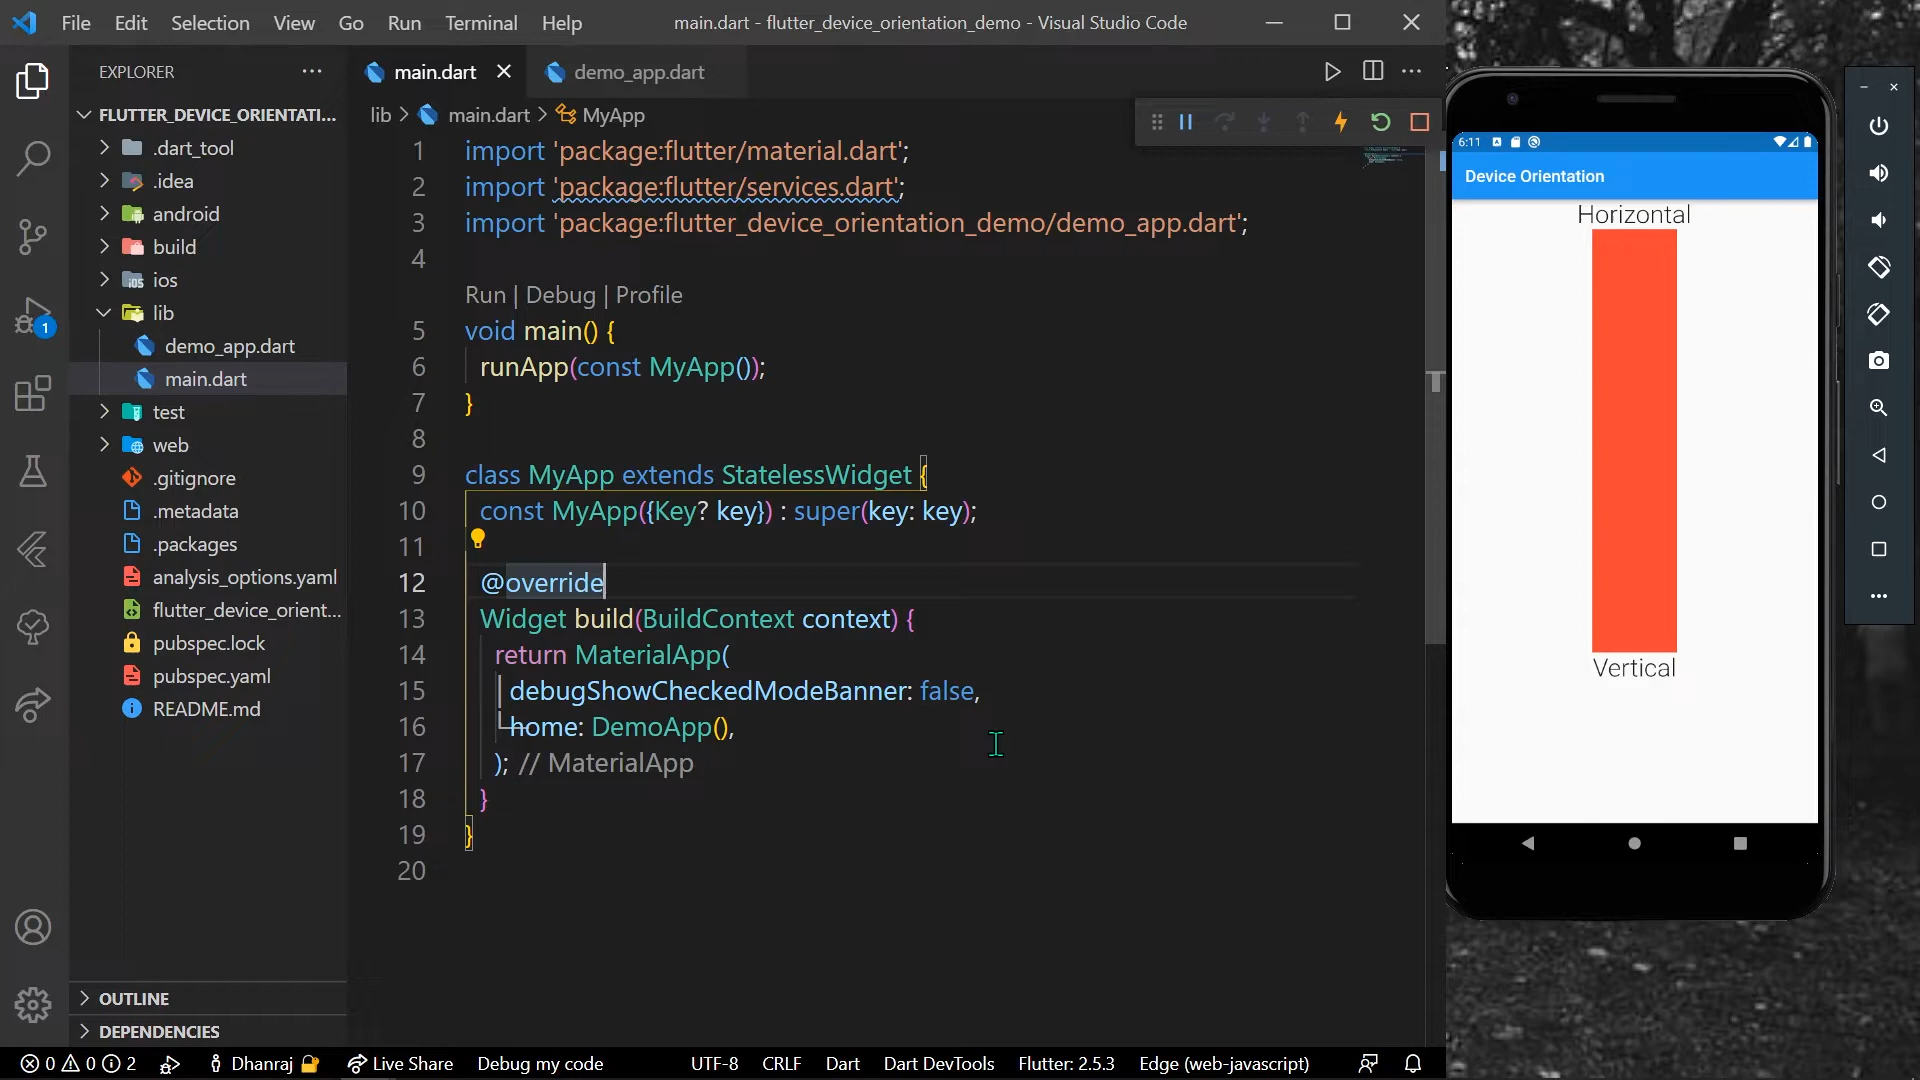 File Edit Selection View Go Run Terminal Help
main.dart - flutter_device_orientation_demo - Visual Studio Code
EXPLORER
FLUTTER_DEVICE_ORIENTATI...
.dart_tool
.idea
android
build
ios
lib
demo_app.dart
main.dart
test
web
.gitignore
.metadata
.packages
analysis_options.yaml
flutter_device_orient...
pubspec.lock
pubspec.yaml
README.md
OUTLINE
DEPENDENCIES
1
main.dart
demo_app.dart
lib > main.dart > MyApp
1 import 'package:flutter/material.dart';
2 import 'package:flutter/services.dart';
3 import 'package:flutter_device_orientation_demo/demo_app.dart';
4
Run | Debug | Profile
5 void main() {
6 runApp(const MyApp());
7 }
8
9 class MyApp extends StatelessWidget {
10 const MyApp({Key? key}) : super(key: key);
11
12 @override
13 Widget build(BuildContext context) {
14 return MaterialApp(
15 debugShowCheckedModeBanner: false,
16 home: DemoApp(),
17 ); // MaterialApp
18 }
19 }
20
6:11
Device Orientation
Horizontal
Vertical
0 0 2 Dhanraj Live Share Debug my code UTF-8 CRLF Dart Dart DevTools Flutter: 2.5.3 Edge (web-javascript)